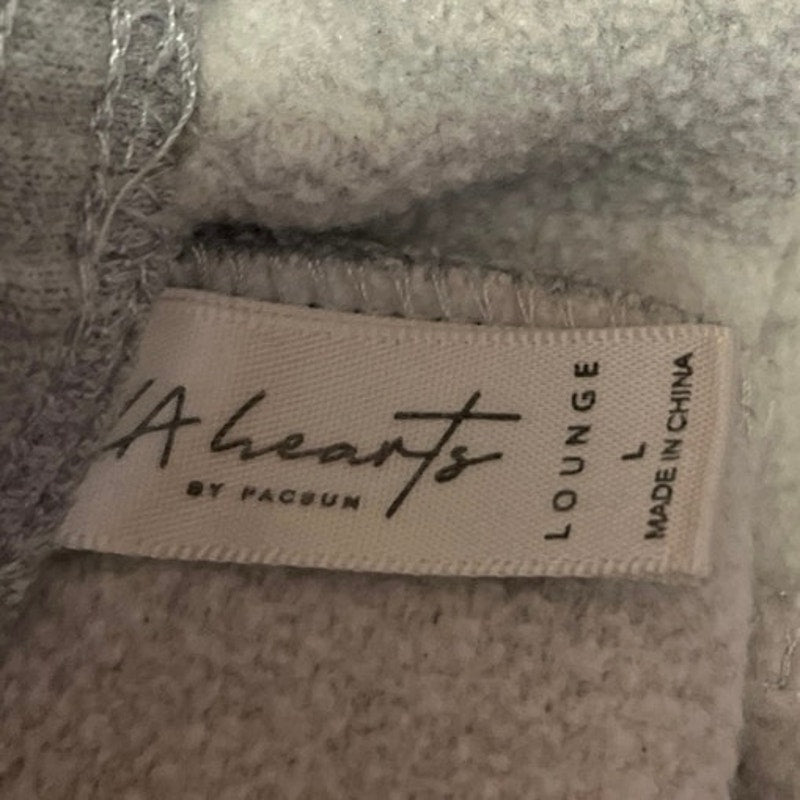 A hearts
BY PACSUN
LOUNGE
L
MADE IN CHINA